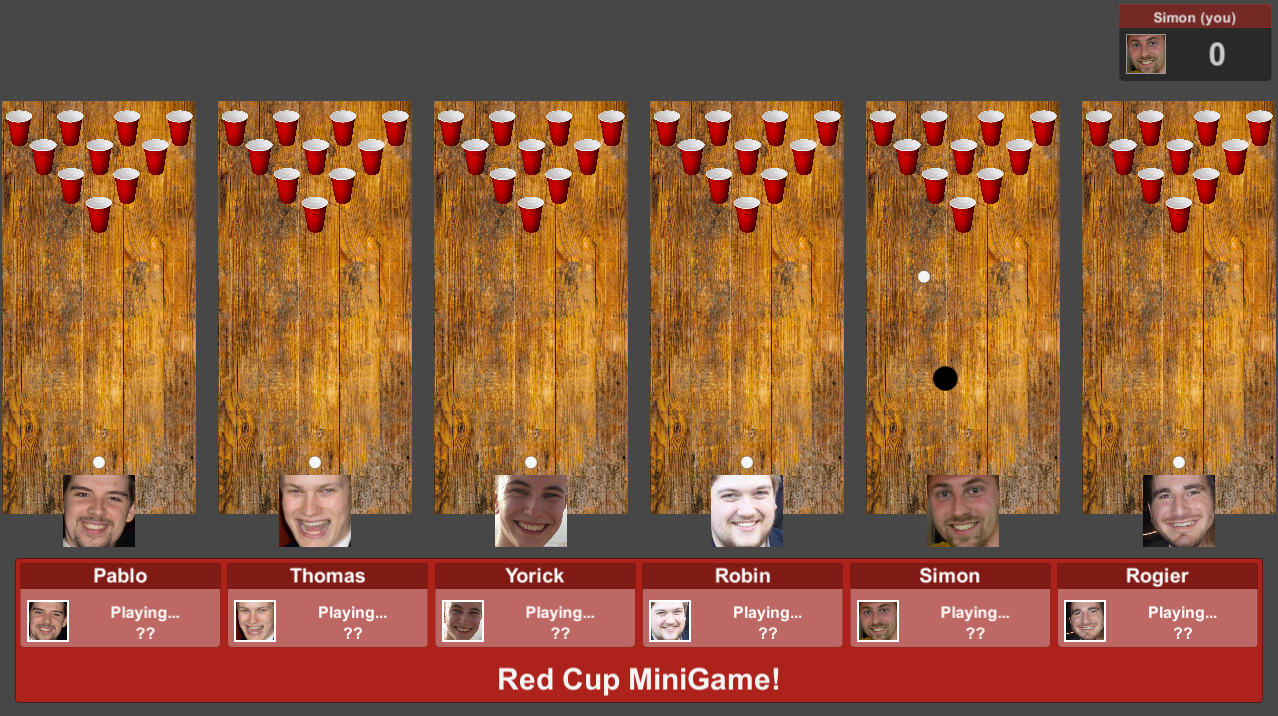 Simon (you)
0
Pablo
Thomas
Yorick
Robin
Simon
Rogier
Playing...
??
Playing...
??
Playing...
??
Playing...
??
Playing...
??
Playing...
??
Red Cup MiniGame!